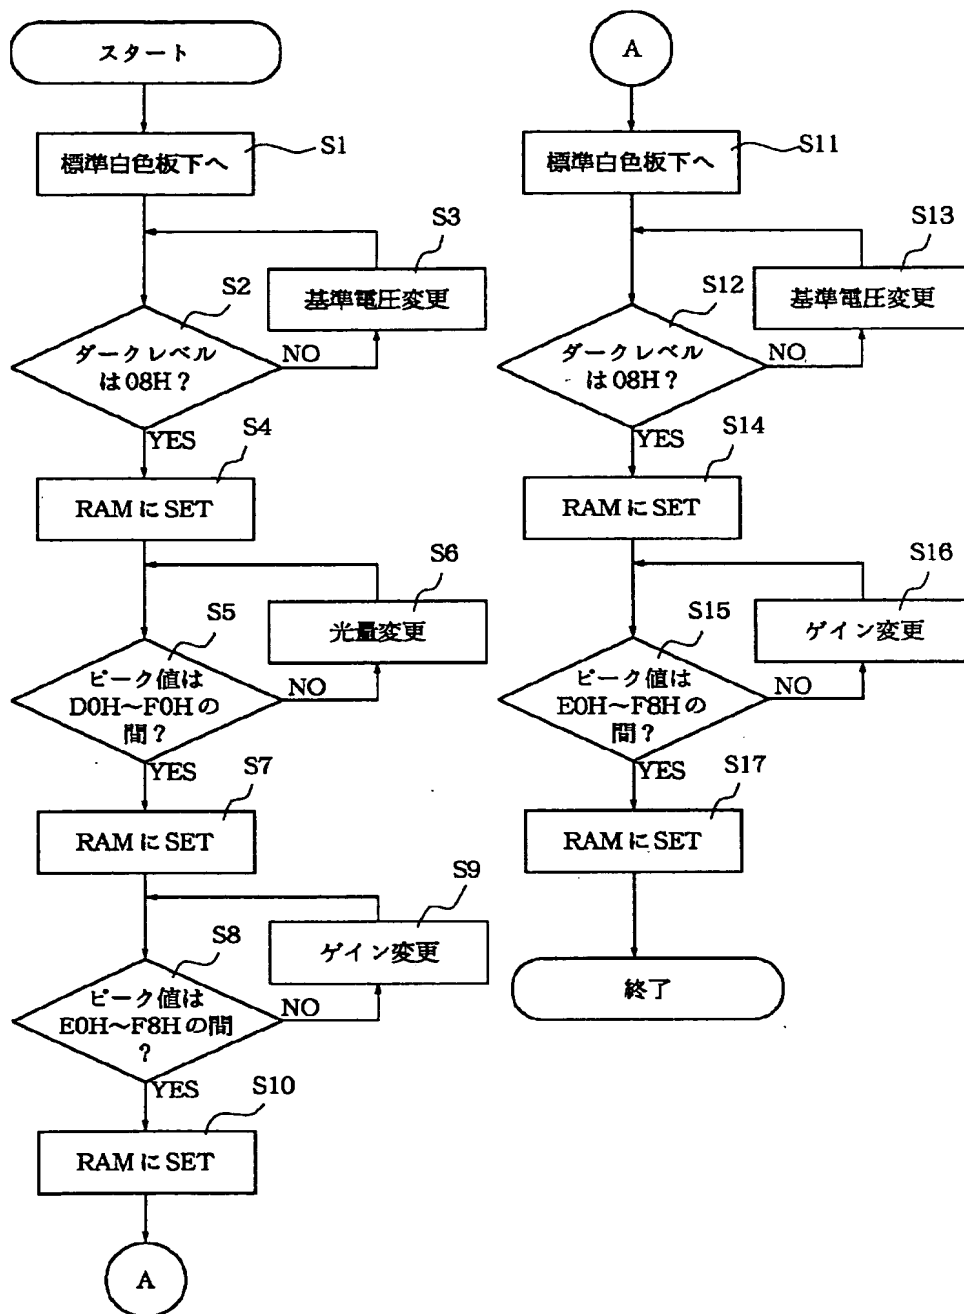 スタート
標準白色板下へ
S1
S3
基準電圧変更
S2
ダークレベル
は08H?
NO
YES
S4
RAMにSET
S6
光量変更
S5
ピーク値は
D0H～F0Hの
間?
NO
YES
S7
RAMにSET
S9
ゲイン変更
S8
ピーク値は
E0H～F8Hの間
?
NO
YES
S10
RAMにSET
A
A
標準白色板下へ
S11
S13
基準電圧変更
S12
ダークレベル
は08H?
NO
YES
S14
RAMにSET
S16
ゲイン変更
S15
ピーク値は
E0H～F8Hの
間?
NO
YES
S17
RAMにSET
終了